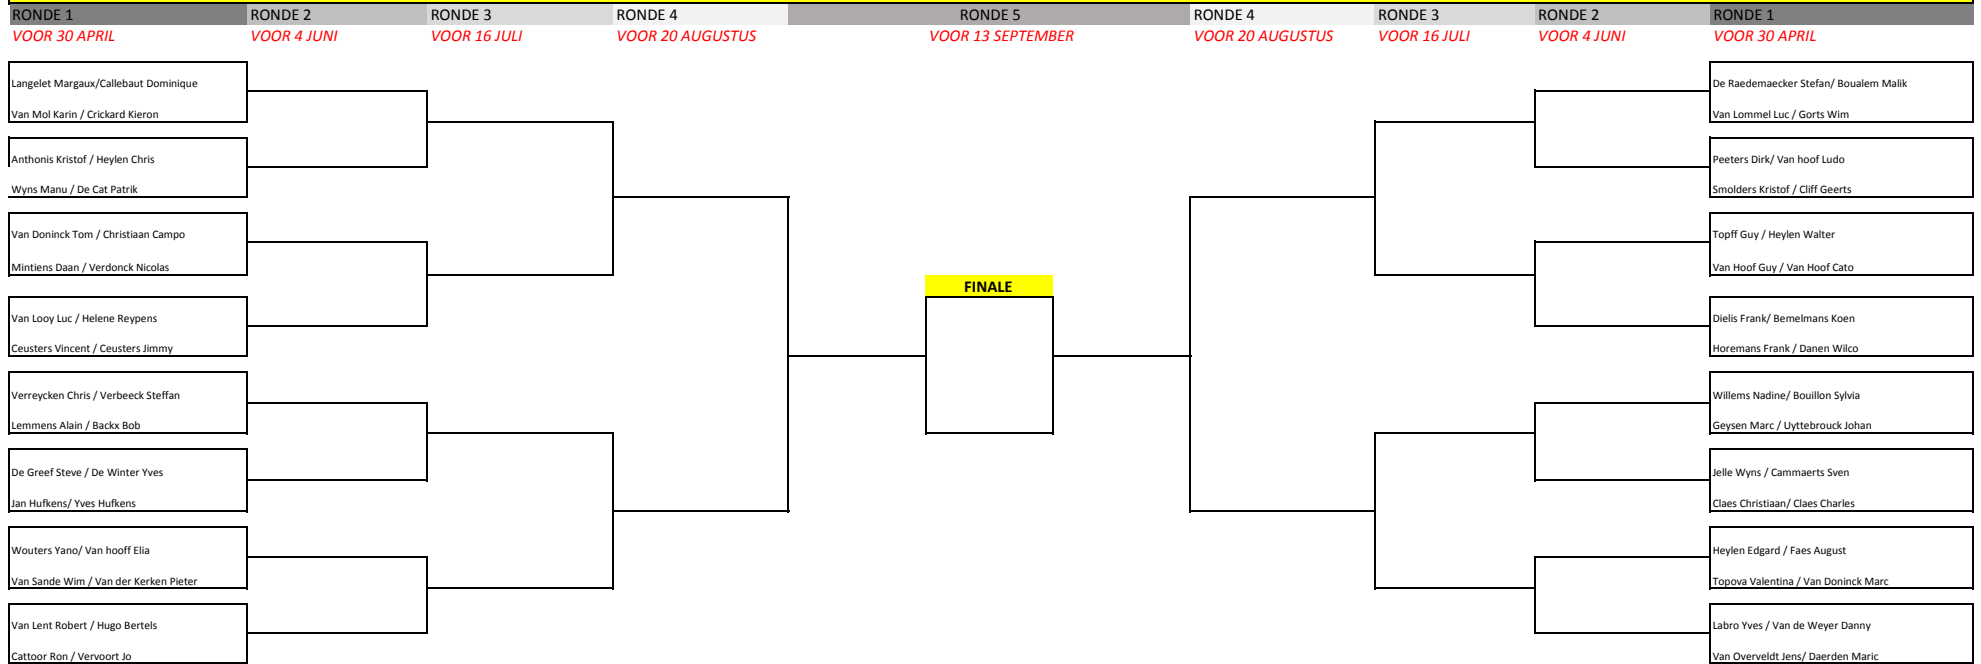 RONDE 1 RONDE 2 RONDE 3 RONDE 4 RONDE 5 RONDE 4 RONDE 3 RONDE 2 RONDE 1
VOOR 30 APRIL VOOR 4 JUNI VOOR 16 JULI VOOR 20 AUGUSTUS VOOR 13 SEPTEMBER VOOR 20 AUGUSTUS VOOR 16 JULI VOOR 4 JUNI VOOR 30 APRIL
Langelet Margaux/Callebaut Dominique
Van Mol Karin / Crickard Kieron
Anthonis Kristof / Heylen Chris
Wyns Manu / De Cat Patrik
Van Doninck Tom / Christiaan Campo
Mintiens Daan / Verdonck Nicolas
Van Looy Luc / Helene Reypens
Ceusters Vincent / Ceusters Jimmy
Verreycken Chris / Verbeeck Steffan
Lemmens Alain / Backx Bob
De Greef Steve / De Winter Yves
Jan Hufkens/ Yves Hufkens
Wouters Yano/ Van hooff Elia
Van Sande Wim / Van der Kerken Pieter
Van Lent Robert / Hugo Bertels
Cattoor Ron / Vervoort Jo
FINALE
De Raedemaecker Stefan/ Boualem Malik
Van Lommel Luc / Gorts Wim
Peeters Dirk/ Van hoof Ludo
Smolders Kristof / Cliff Geerts
Topff Guy / Heylen Walter
Van Hoof Guy / Van Hoof Cato
Dielis Frank/ Bemelmans Koen
Horemans Frank / Danen Wilco
Willems Nadine/ Bouillon Sylvia
Geysen Marc / Uyttebrouck Johan
Jelle Wyns / Cammaerts Sven
Claes Christiaan/ Claes Charles
Heylen Edgard / Faes August
Topova Valentina / Van Doninck Marc
Labro Yves / Van de Weyer Danny
Van Overveldt Jens/ Daerden Maric